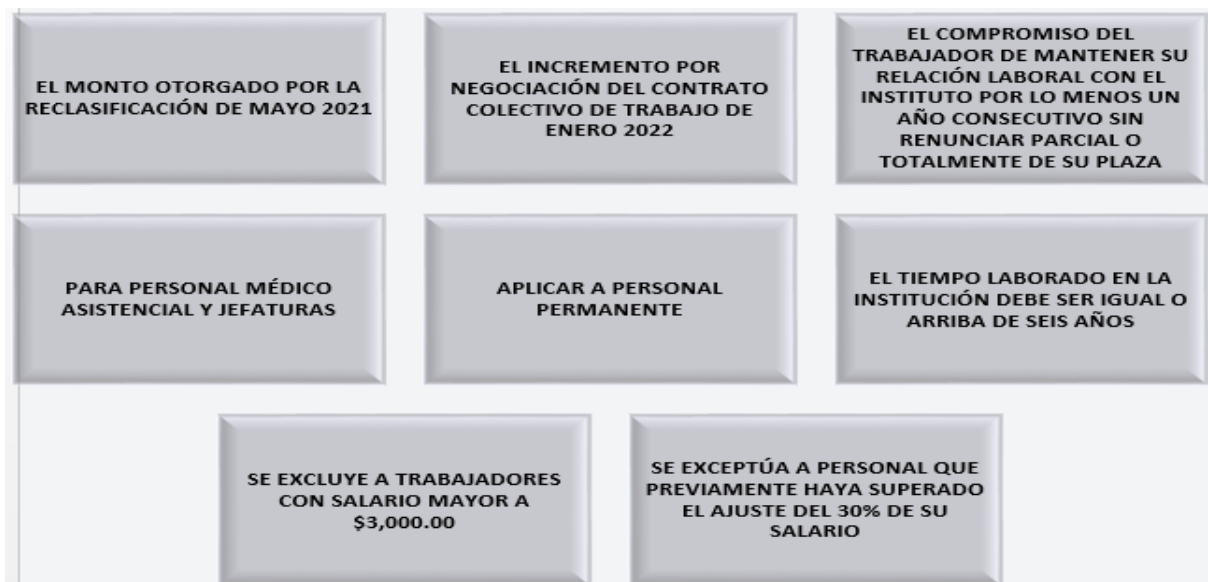 EL MONTO OTORGADO POR LA
RECLASIFICACIÓN DE MAYO 2021
EL INCREMENTO POR
NEGOCIACIÓN DEL CONTRATO
COLECTIVO DE TRABAJO DE
ENERO 2022
EL COMPROMISO DEL
TRABAJADOR DE MANTENER SU
RELACIÓN LABORAL CON EL
INSTITUTO POR LO MENOS UN
AÑO CONSECUTIVO SIN
RENUNCIAR PARCIAL O
TOTALMENTE DE SU PLAZA
PARA PERSONAL MÉDICO
ASISTENCIAL Y JEFATURAS
APLICAR A PERSONAL
PERMANENTE
EL TIEMPO LABORADO EN LA
INSTITUCIÓN DEBE SER IGUAL O
ARRIBA DE SEIS AÑOS
SE EXCLUYE A TRABAJADORES
CON SALARIO MAYOR A
$3,000.00
SE EXCEPTÚA A PERSONAL QUE
PREVIAMENTE HAYA SUPERADO
EL AJUSTE DEL 30% DE SU
SALARIO